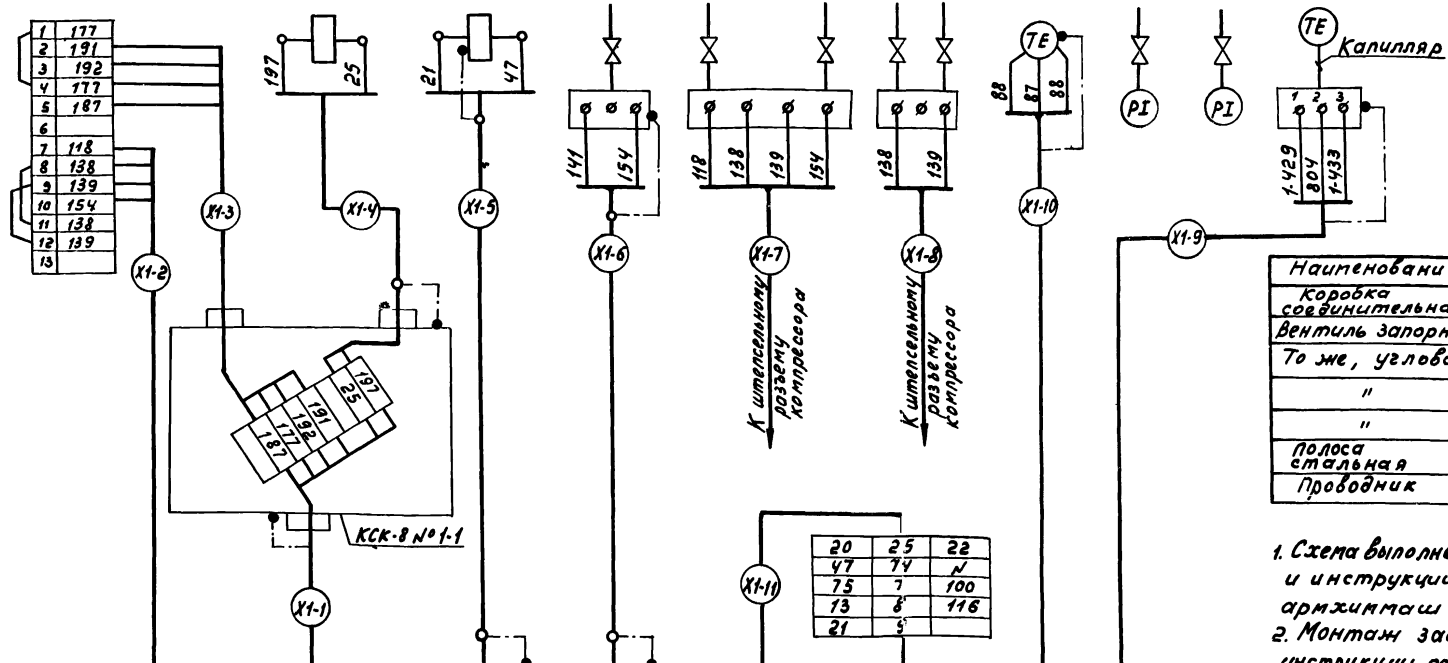 1 177
2 191
3 192
4 177
5 187
6
7 118
8 138
9 139
10 154
11 138
12 139
13
197
25
21
47
141
154
118
138
139
154
138
139
TE
88
87
88
PI
PI
TE
Капилляр
1 2 3
1-429
804
1-433
X1-2
X1-3
X1-4
X1-5
X1-6
X1-7
X1-8
X1-10
X1-9
К штепсельному
разъему
компрессора
К штепсельному
разъему
компрессора
187
177
192
191
25
197
КСК-8 №1-1
X1-1
X1-11
20 25 22
47 74 N
75 7 100
13 8 116
21 9
Наименовани
Коробка
соединительна
Вентиль запорн
То же, углово
"
"
Полоса
стальная
Проводник
1. Схема выполне
и инструкций
армхиммаш
2. Монтаж за